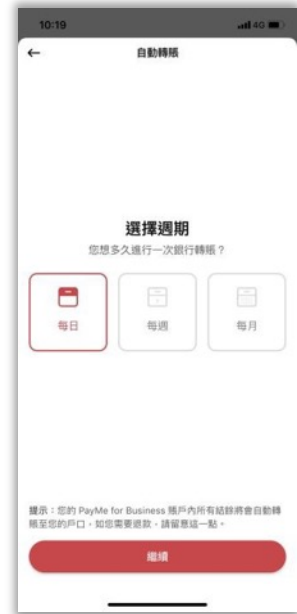 10:19
4G
自動轉賬
選擇週期
您想多久進行一次銀行轉賬？
每日
每週
每月
提示：您的 PayMe for Business 賬戶內所有結餘將會自動轉
賬至您的戶口，如您需要退款，請留意這一點。
繼續